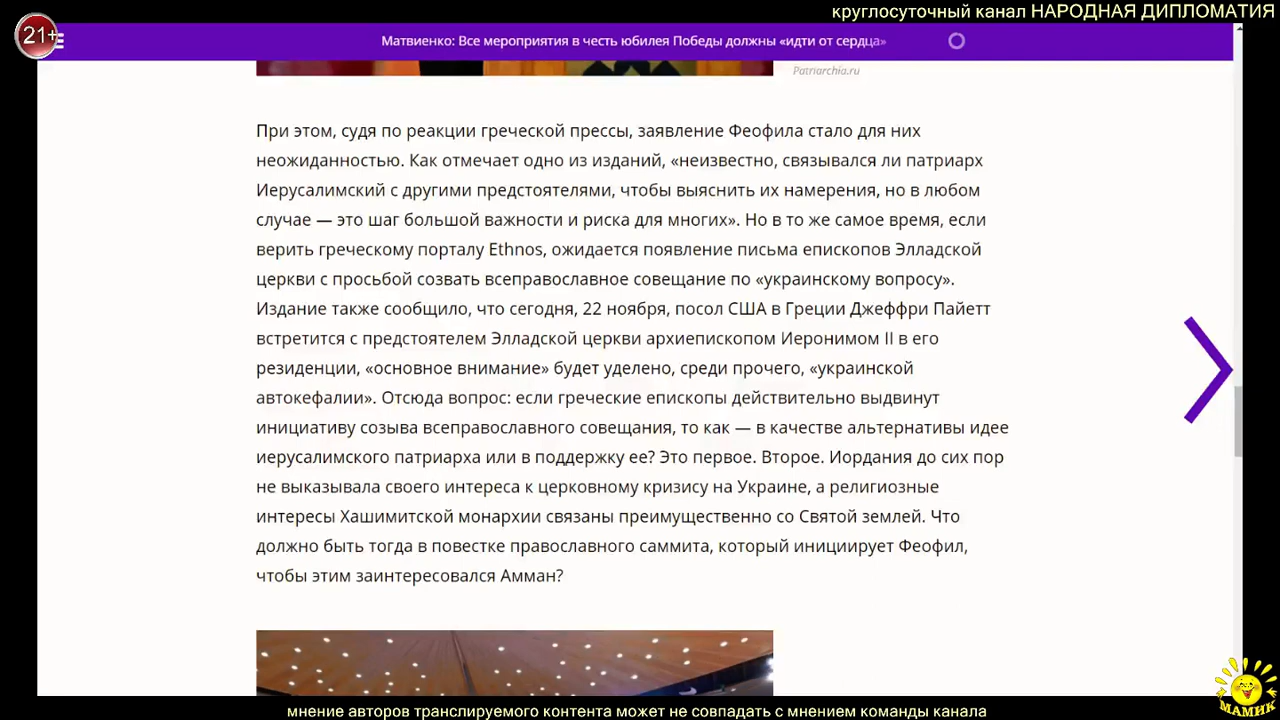 круглосуточный канал НАРОДНАЯ ДИПЛОМАТИЯ
21+
Матвиенко: Все мероприятия в честь юбилея Победы должны «идти от сердца»
Patriarchia.ru
При этом, судя по реакции греческой прессы, заявление Феофила стало для них
неожиданностью. Как отмечает одно из изданий, «неизвестно, связывался ли патриарх
Иерусалимский с другими предстоятелями, чтобы выяснить их намерения, но в любом
случае — это шаг большой важности и риска для многих». Но в то же самое время, если
верить греческому порталу Ethnos, ожидается появление письма епископов Элладской
церкви с просьбой созвать всеправославное совещание по «украинскому вопросу».
Издание также сообщило, что сегодня, 22 ноября, посол США в Греции Джеффри Пайетт
встретится с предстоятелем Элладской церкви архиепископом Иеронимом II в его
резиденции, «основное внимание» будет уделено, среди прочего, «украинской
автокефалии». Отсюда вопрос: если греческие епископы действительно выдвинут
инициативу созыва всеправославного совещания, то как — в качестве альтернативы идее
иерусалимского патриарха или в поддержку ее? Это первое. Второе. Иордания до сих пор
не выказывала своего интереса к церковному кризису на Украине, а религиозные
интересы Хашимитской монархии связаны преимущественно со Святой землей. Что
должно быть тогда в повестке православного саммита, который инициирует Феофил,
чтобы этим заинтересовался Амман?
МАМИК
мнение авторов транслируемого контента может не совпадать с мнением команды канала